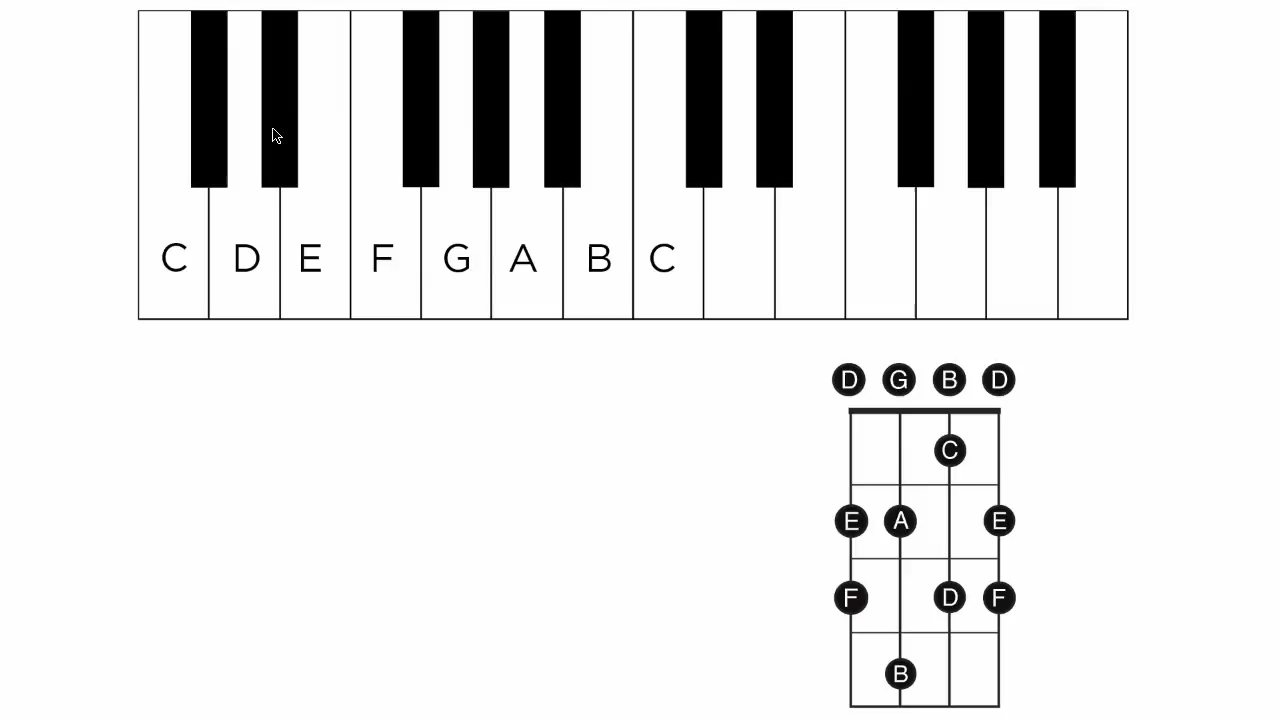 C D E F G A B C
D G B D
C
E A E
F D F
B